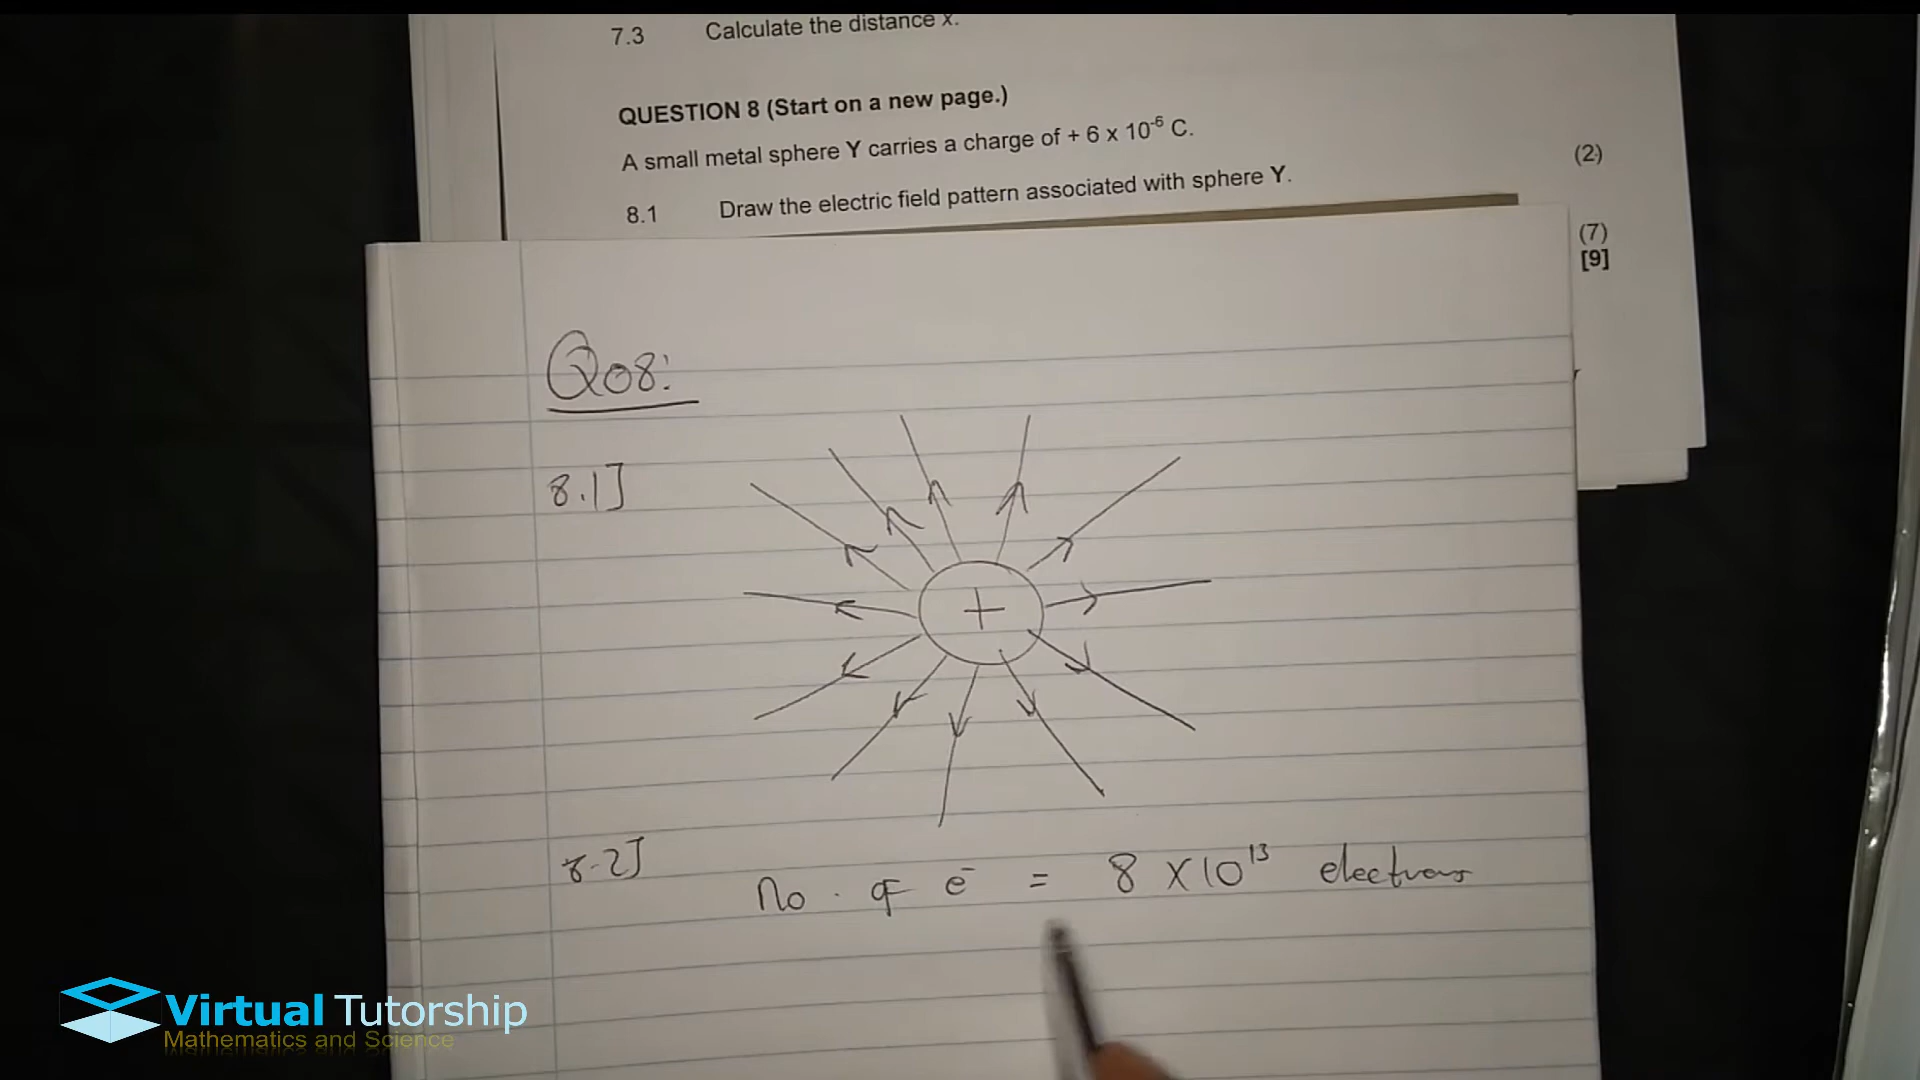 7.3 Calculate the distance x.
QUESTION 8 (Start on a new page.)
A small metal sphere Y carries a charge of + 6 x 10⁻⁶ C.
8.1 Draw the electric field pattern associated with sphere Y. (2)
(7)
[9]
Q08:
8.1]
+
8.2] no. of e⁻ = 8 X10¹³ electrons
Virtual Tutorship
Mathematics and Science